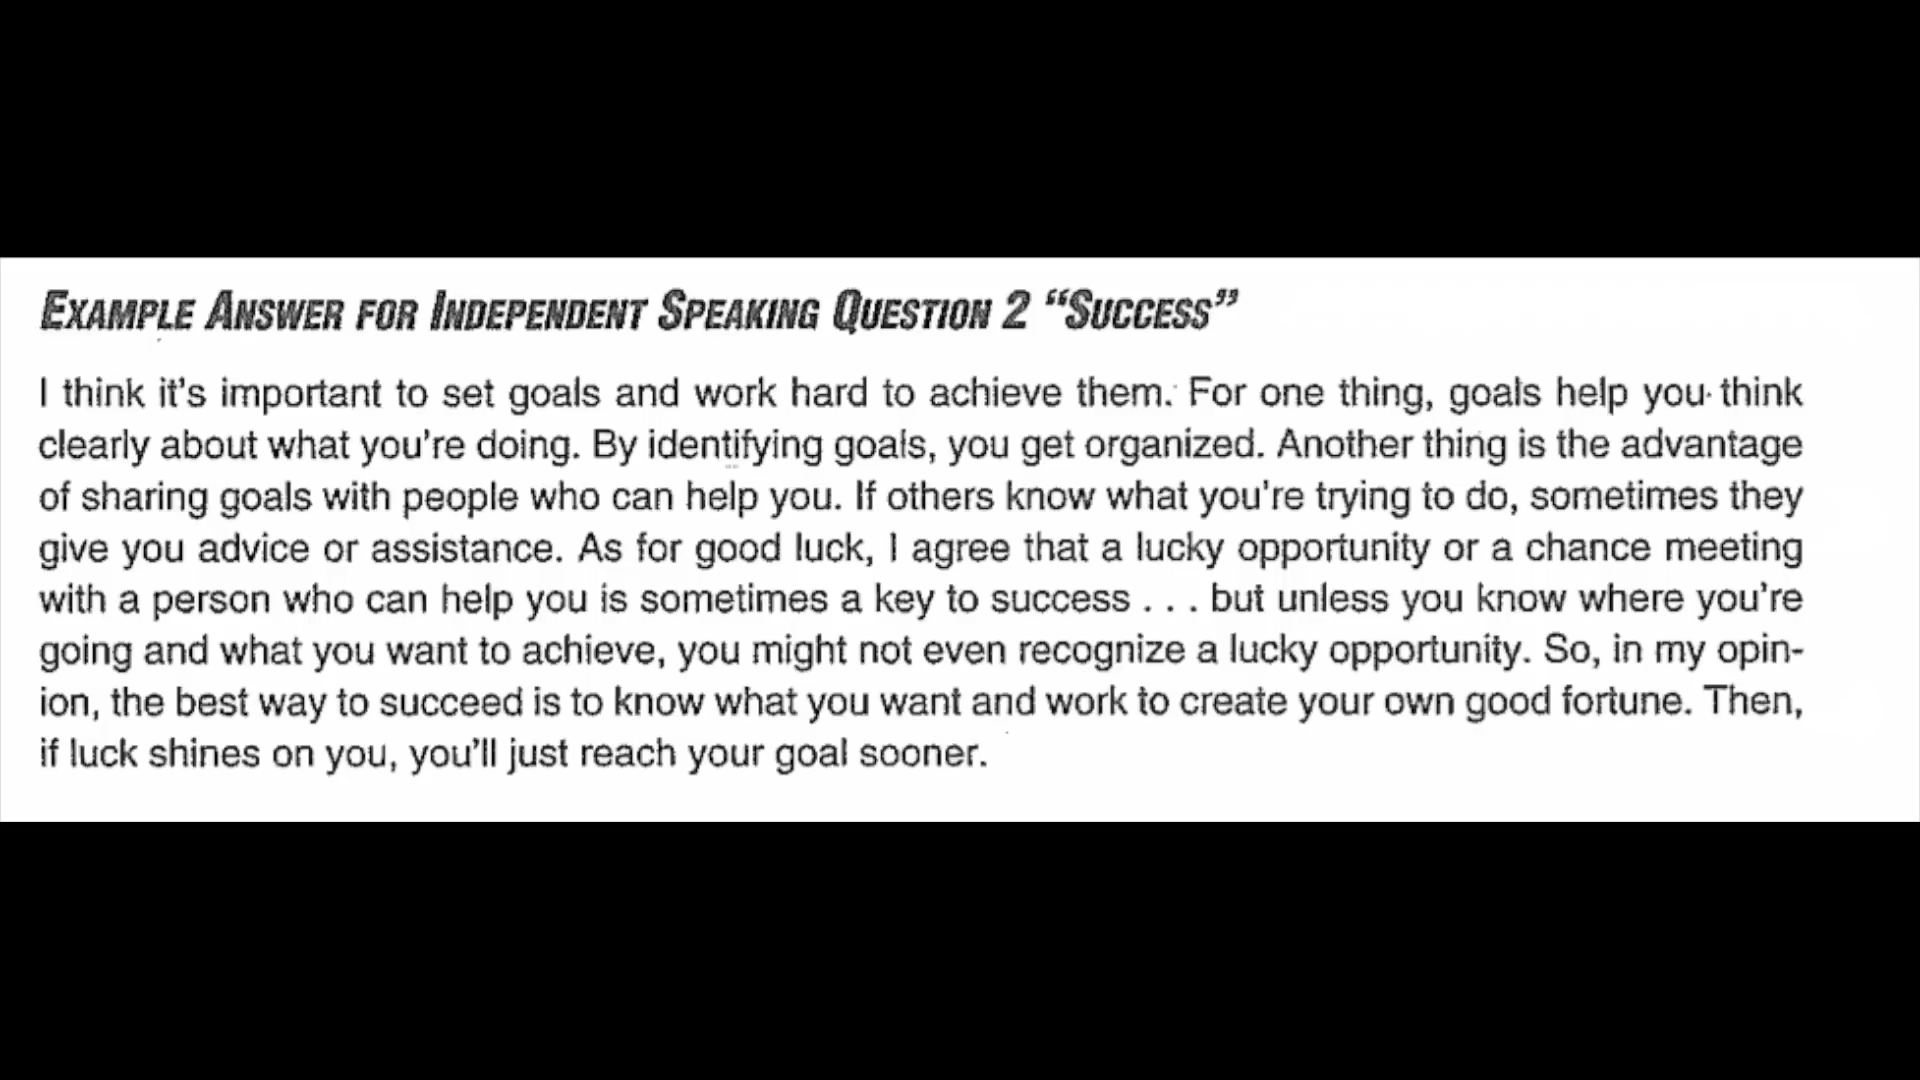 EXAMPLE ANSWER FOR INDEPENDENT SPEAKING QUESTION 2 “SUCCESS”
I think it's important to set goals and work hard to achieve them. For one thing, goals help you think
clearly about what you're doing. By identifying goals, you get organized. Another thing is the advantage
of sharing goals with people who can help you. If others know what you're trying to do, sometimes they
give you advice or assistance. As for good luck, I agree that a lucky opportunity or a chance meeting
with a person who can help you is sometimes a key to success . . . but unless you know where you're
going and what you want to achieve, you might not even recognize a lucky opportunity. So, in my opin-
ion, the best way to succeed is to know what you want and work to create your own good fortune. Then,
if luck shines on you, you'll just reach your goal sooner.